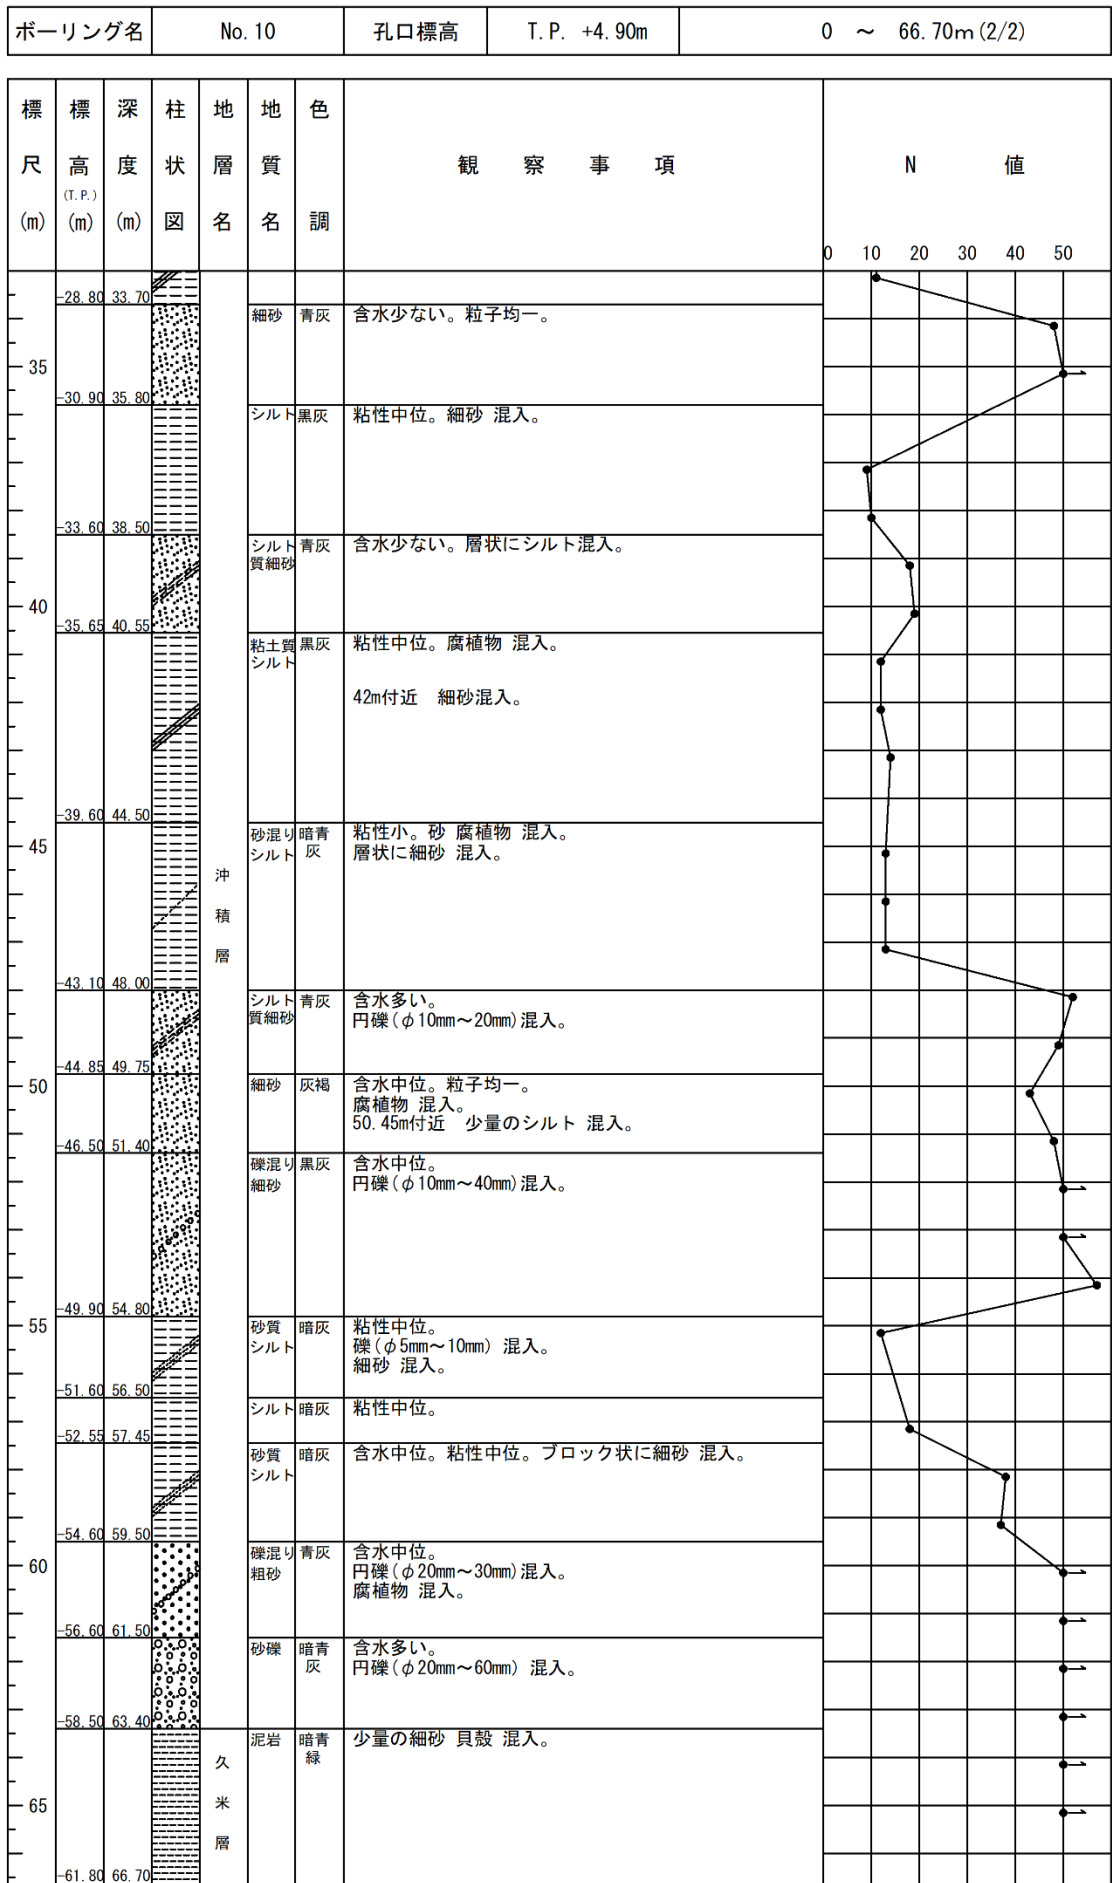 ボーリング名 No.10 孔口標高 T.P. +4.90m 0 ～ 66.70m(2/2)
標尺(m) 標高(T.P.)(m) 深度(m) 柱状図 地層名 地質名 色調 観察事項 N値
0 10 20 30 40 50
-28.80 33.70
細砂 青灰 含水少ない。粒子均一。
35
-30.90 35.80
シルト 黒灰 粘性中位。細砂 混入。
-33.60 38.50
シルト 青灰 含水少ない。層状にシルト混入。
質細砂
40
-35.65 40.55
粘土質 黒灰 粘性中位。腐植物 混入。
シルト
42m付近 細砂混入。
-39.60 44.50
砂混り 暗青 粘性小。砂 腐植物 混入。
45 シルト 灰 層状に細砂 混入。
沖積層
-43.10 48.00
シルト 青灰 含水多い。
質細砂 円礫(φ10mm～20mm)混入。
-44.85 49.75
50 細砂 灰褐 含水中位。粒子均一。
腐植物 混入。
50.45m付近 少量のシルト 混入。
-46.50 51.40
礫混り 黒灰 含水中位。
細砂 円礫(φ10mm～40mm)混入。
-49.90 54.80
55 砂質 暗灰 粘性中位。
シルト 礫(φ5mm～10mm) 混入。
細砂 混入。
-51.60 56.50
シルト 暗灰 粘性中位。
-52.55 57.45
砂質 暗灰 含水中位。粘性中位。ブロック状に細砂 混入。
シルト
-54.60 59.50
礫混り 青灰 含水中位。
60 粗砂 円礫(φ20mm～30mm)混入。
腐植物 混入。
-56.60 61.50
砂礫 暗青 含水多い。
灰 円礫(φ20mm～60mm) 混入。
-58.50 63.40
泥岩 暗青 少量の細砂 貝殻 混入。
緑
久米層
65
-61.80 66.70